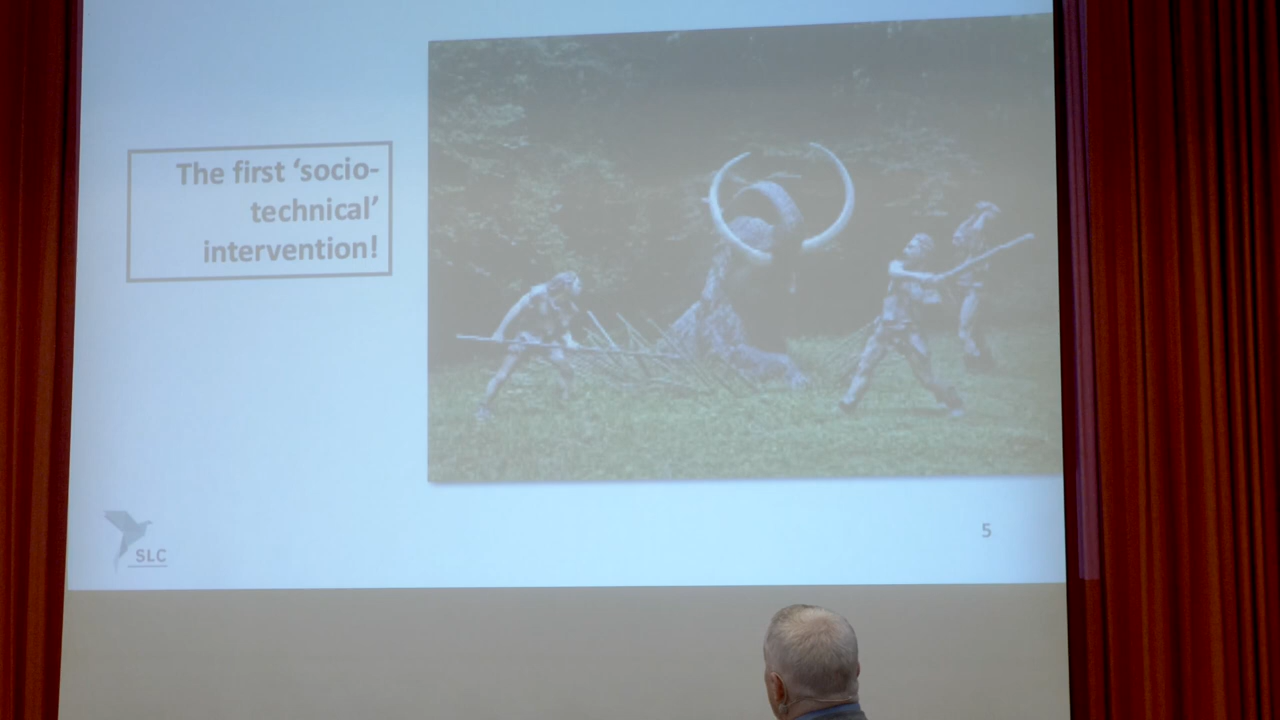 The first ‘socio-
technical’
intervention!
SLC
5